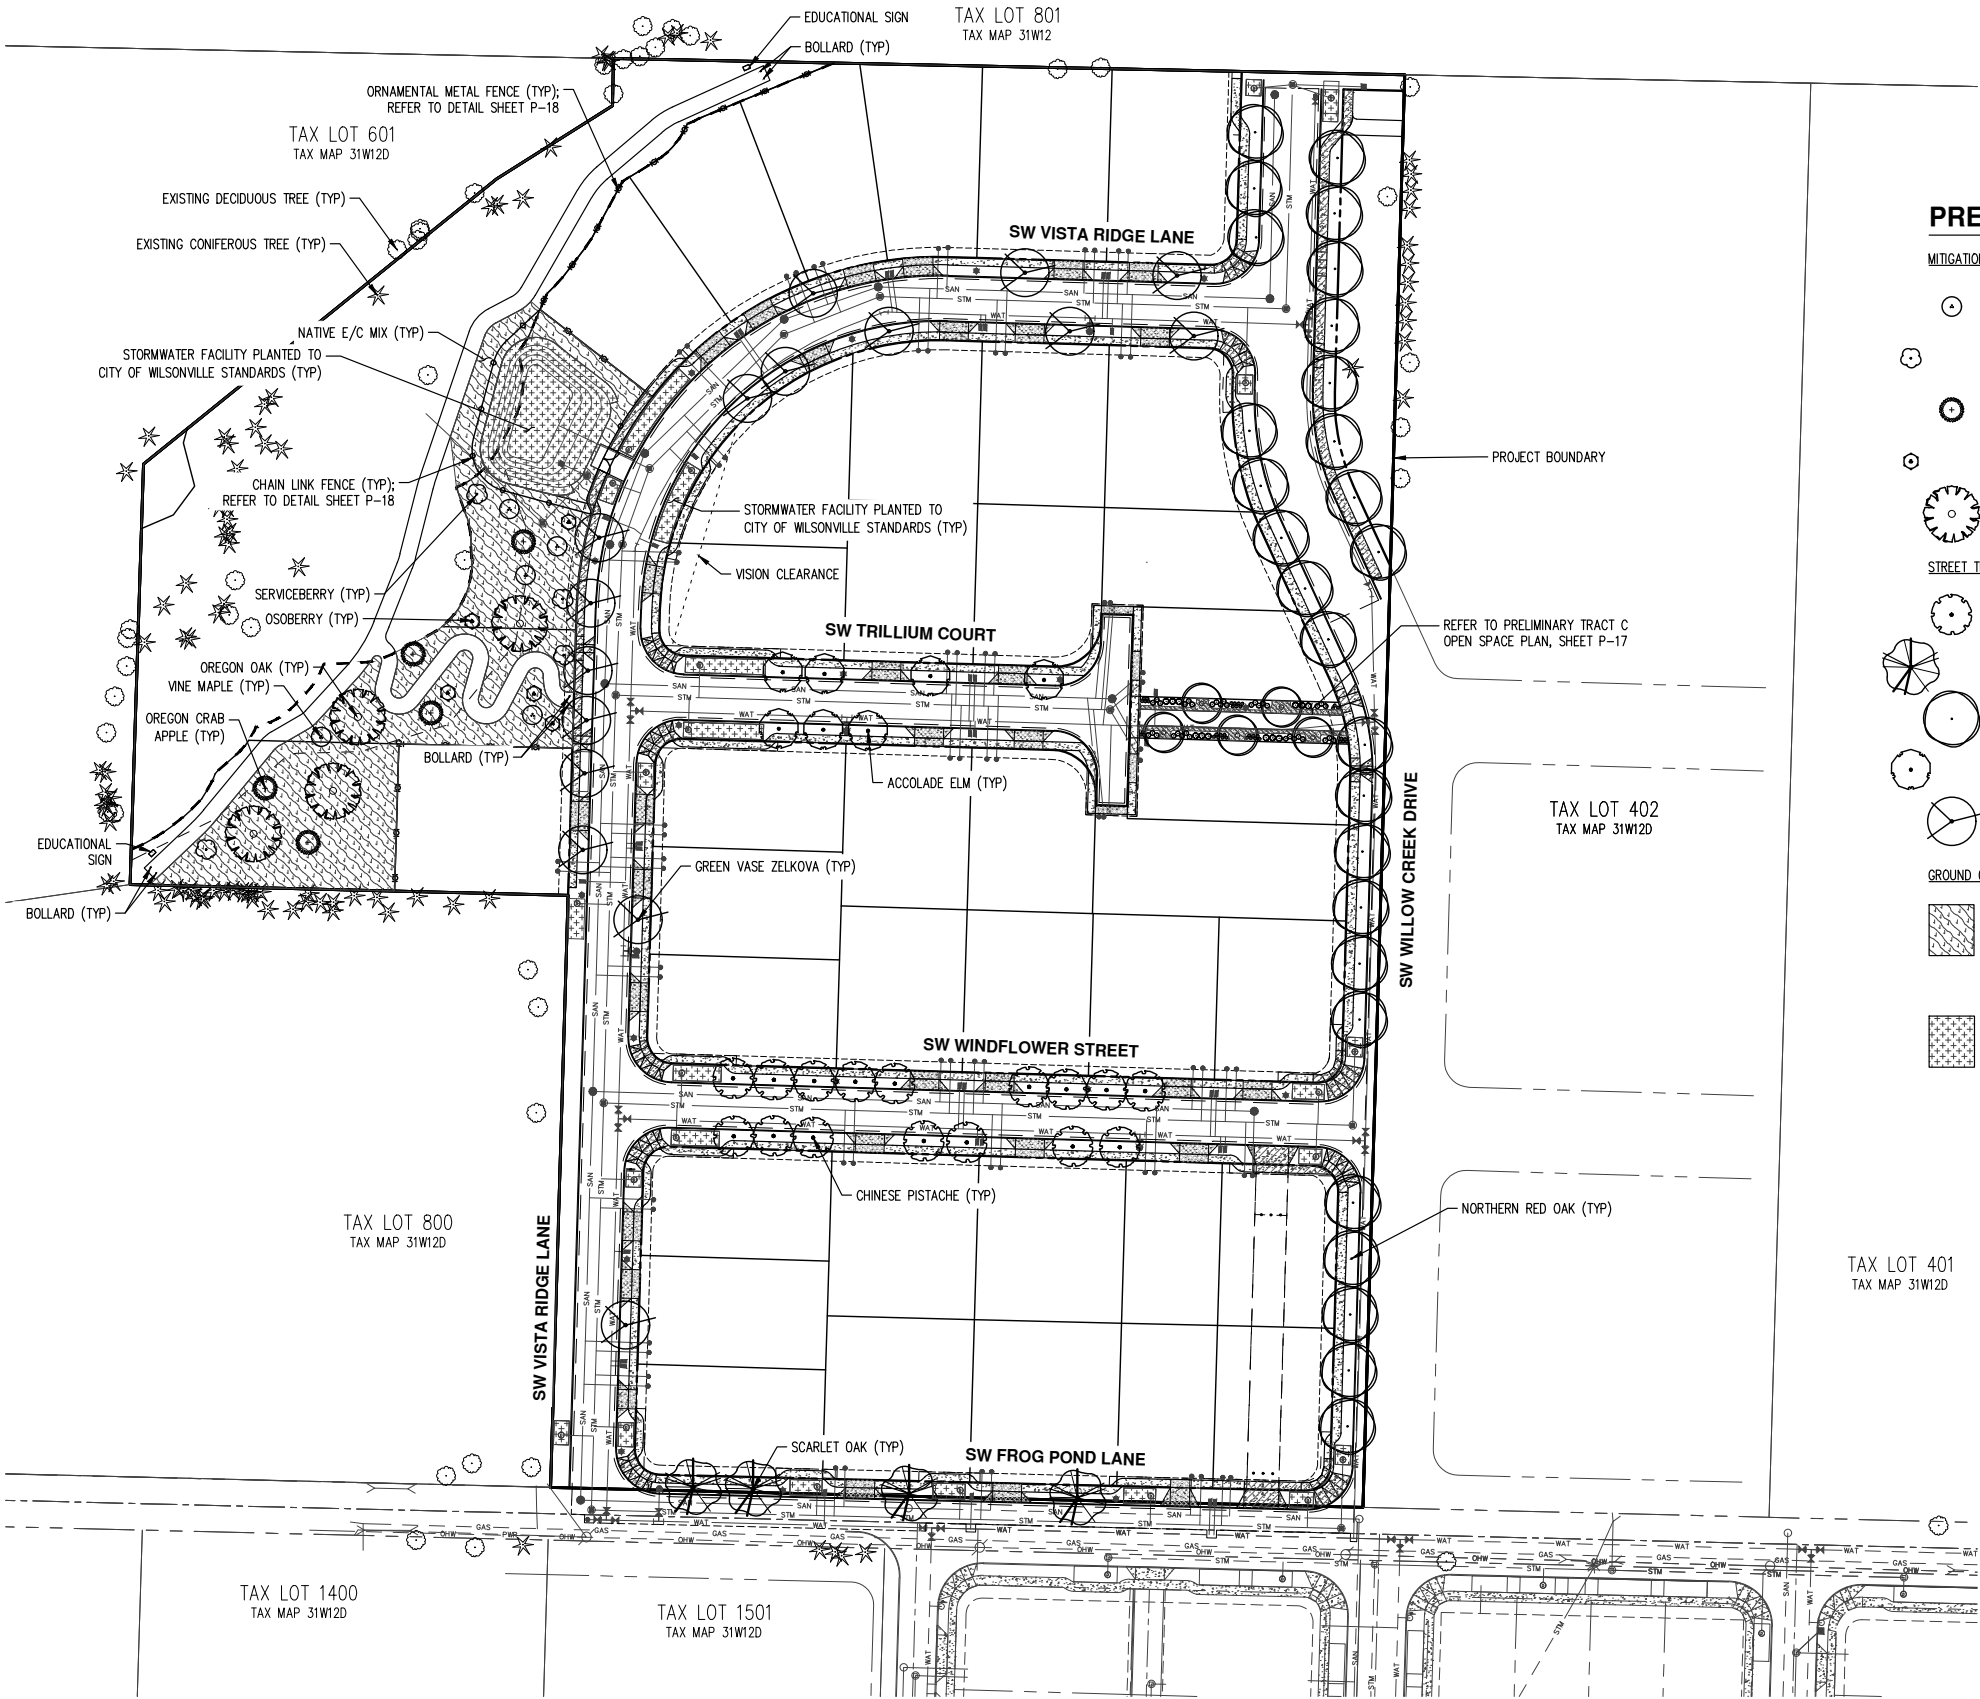 EDUCATIONAL SIGN
TAX LOT 801
TAX MAP 31W12
BOLLARD (TYP)
ORNAMENTAL METAL FENCE (TYP);
REFER TO DETAIL SHEET P-18
TAX LOT 601
TAX MAP 31W12D
EXISTING DECIDUOUS TREE (TYP)
EXISTING CONIFEROUS TREE (TYP)
SW VISTA RIDGE LANE
PRE
MITIGATIO
NATIVE E/C MIX (TYP)
STORMWATER FACILITY PLANTED TO
CITY OF WILSONVILLE STANDARDS (TYP)
PROJECT BOUNDARY
CHAIN LINK FENCE (TYP);
REFER TO DETAIL SHEET P-18
STORMWATER FACILITY PLANTED TO
CITY OF WILSONVILLE STANDARDS (TYP)
VISION CLEARANCE
STREET T
SERVICEBERRY (TYP)
OSOBERRY (TYP)
SW TRILLIUM COURT
REFER TO PRELIMINARY TRACT C
OPEN SPACE PLAN, SHEET P-17
OREGON OAK (TYP)
VINE MAPLE (TYP)
OREGON CRAB
APPLE (TYP)
BOLLARD (TYP)
ACCOLADE ELM (TYP)
SW WILLOW CREEK DRIVE
TAX LOT 402
TAX MAP 31W12D
EDUCATIONAL
SIGN
GREEN VASE ZELKOVA (TYP)
GROUND
BOLLARD (TYP)
SW WINDFLOWER STREET
CHINESE PISTACHE (TYP)
NORTHERN RED OAK (TYP)
TAX LOT 800
TAX MAP 31W12D
SW VISTA RIDGE LANE
TAX LOT 401
TAX MAP 31W12D
SCARLET OAK (TYP)
SW FROG POND LANE
SAN
STM
WAT
GAS
PWR
OHW
TAX LOT 1400
TAX MAP 31W12D
TAX LOT 1501
TAX MAP 31W12D